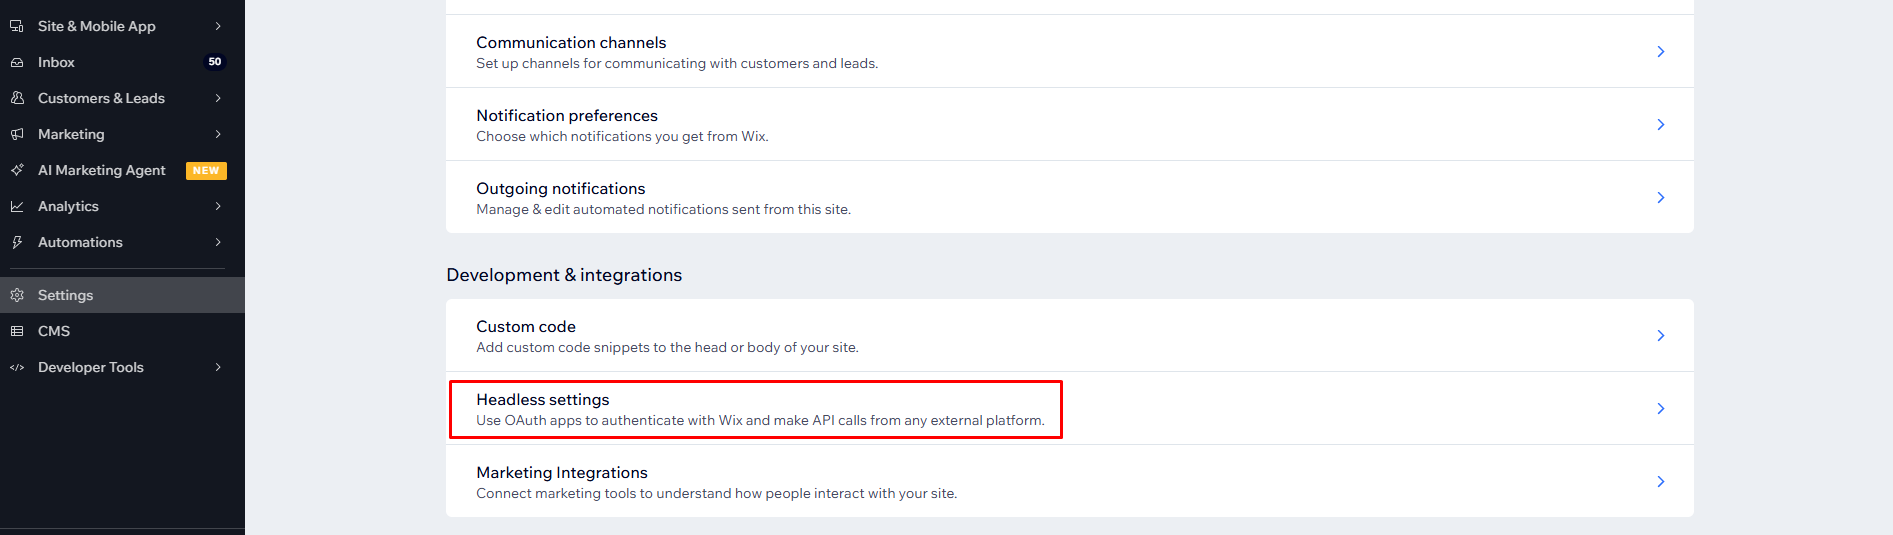 Site & Mobile App
Inbox
50
Customers & Leads
Marketing
AI Marketing Agent
NEW
Analytics
Automations
Settings
CMS
Developer Tools
Communication channels
Set up channels for communicating with customers and leads.
Notification preferences
Choose which notifications you get from Wix.
Outgoing notifications
Manage & edit automated notifications sent from this site.
Development & integrations
Custom code
Add custom code snippets to the head or body of your site.
Headless settings
Use OAuth apps to authenticate with Wix and make API calls from any external platform.
Marketing Integrations
Connect marketing tools to understand how people interact with your site.